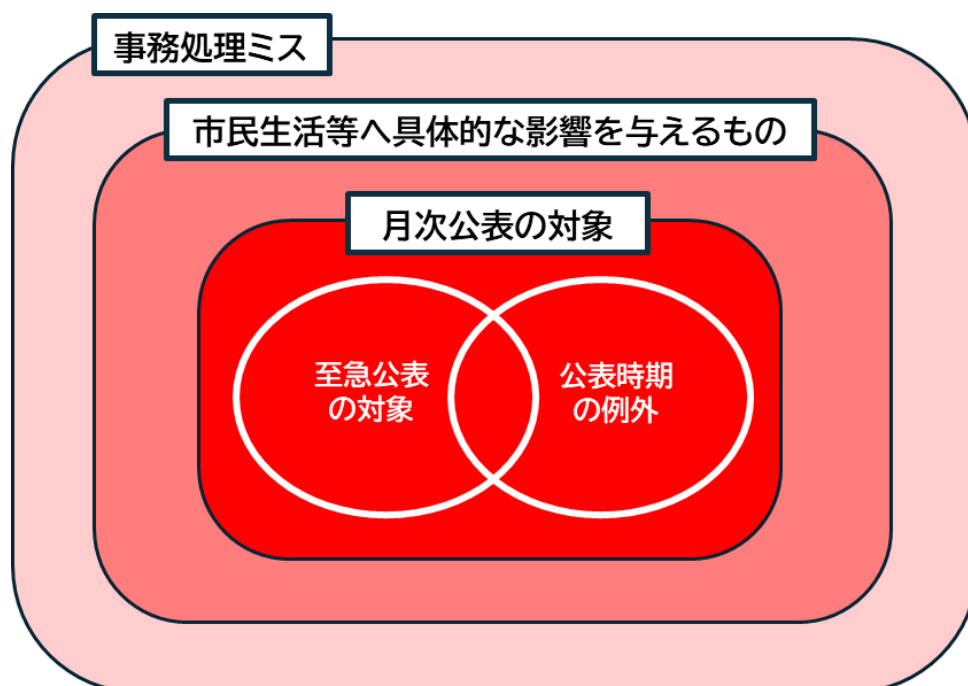 事務処理ミス
市民生活等へ具体的な影響を与えるもの
月次公表の対象
至急公表
の対象
公表時期
の例外